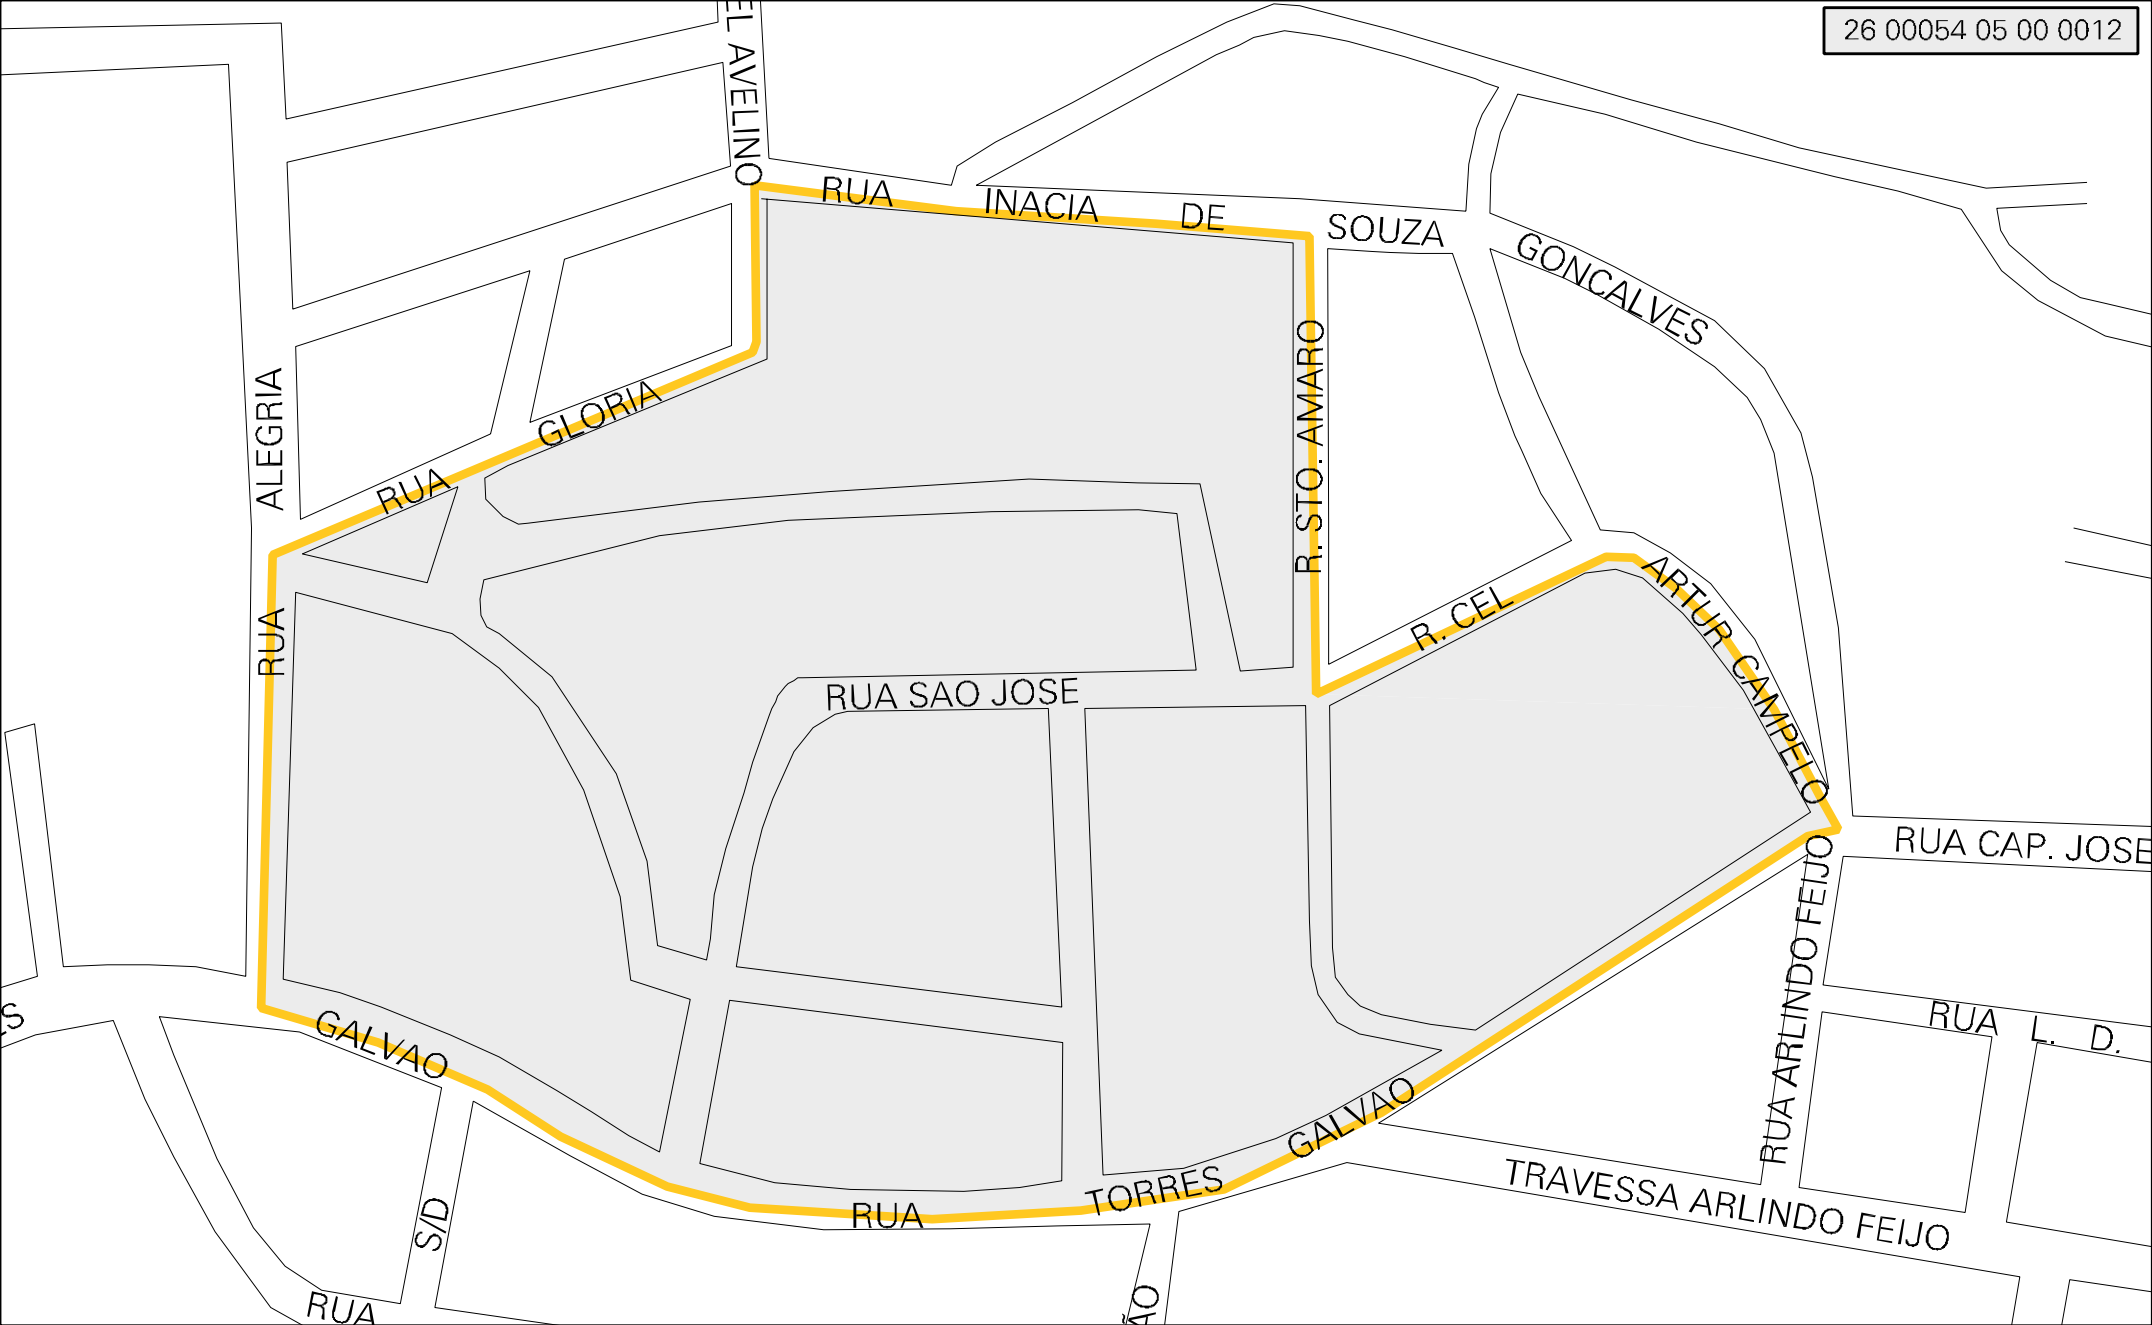 26 00054 05 00 0012
EL AVELINO
RUA INACIA DE SOUZA
GONCALVES
RUA GLORIA
RUA ALEGRIA
R. STO. AMARO
R. CEL ARTUR CAMPELO
RUA SAO JOSE
RUA CAP. JOSE
RUA ARLINDO FEIJO
RUA L. D.
GALVAO
RUA TORRES GALVAO
TRAVESSA ARLINDO FEIJO
S/D
RUA
ÃO